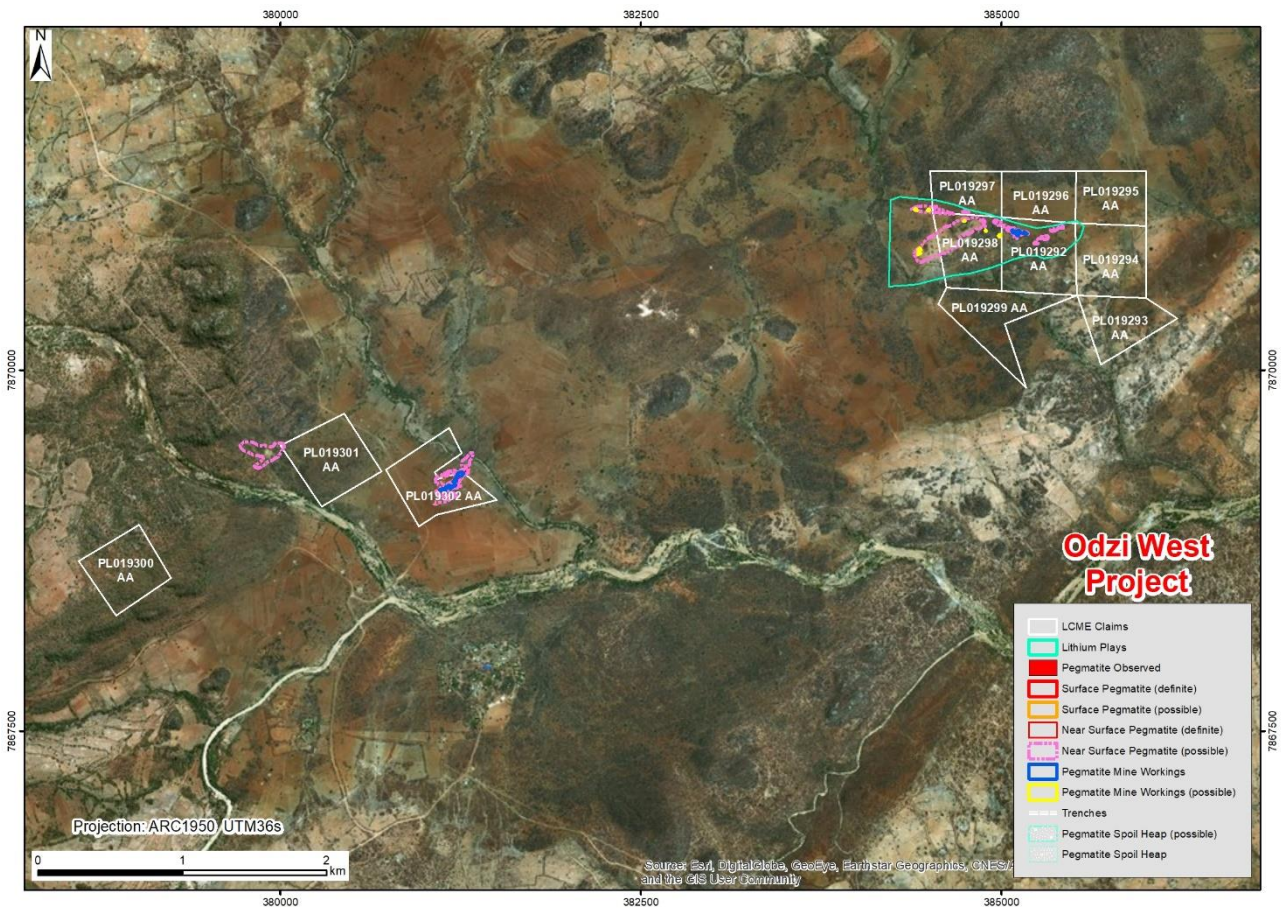 380000
382500
385000
N
PL019297
AA
PL019296
AA
PL019295
AA
PL019298
AA
PL019292
AA
PL019294
AA
PL019299 AA
PL019293
AA
7870000
7870000
PL019301
AA
PL019302 AA
PL019300
AA
Odzi West
Project
LCME Claims
Lithium Plays
Pegmatite Observed
Surface Pegmatite (definite)
Surface Pegmatite (possible)
Near Surface Pegmatite (definite)
Near Surface Pegmatite (possible)
Pegmatite Mine Workings
Pegmatite Mine Workings (possible)
Trenches
Pegmatite Spoil Heap (possible)
Pegmatite Spoil Heap
7867500
7867500
Projection: ARC1950_UTM36s
0
1
2
km
Source: Esri, DigitalGlobe, GeoEye, Earthstar Geographics, CNES/
and the GIS User Community
380000
382500
385000